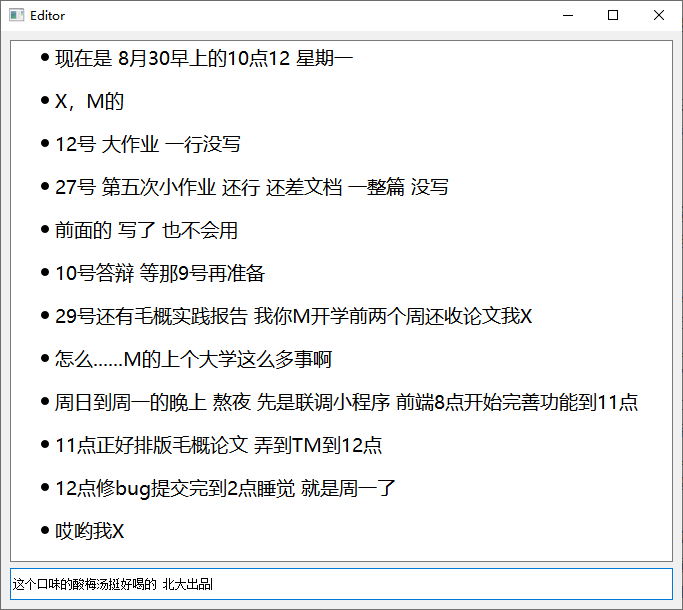 Editor
• 现在是 8月30早上的10点12 星期一
• X，M的
• 12号 大作业 一行没写
• 27号 第五次小作业 还行 还差文档 一整篇 没写
• 前面的 写了 也不会用
• 10号答辩 等那9号再准备
• 29号还有毛概实践报告 我你M开学前两个周还收论文我X
• 怎么......M的上个大学这么多事啊
• 周日到周一的晚上 熬夜 先是联调小程序 前端8点开始完善功能到11点
• 11点正好排版毛概论文 弄到TM到12点
• 12点修bug提交完到2点睡觉 就是周一了
• 哎哟我X
这个口味的酸梅汤挺好喝的 北大出品